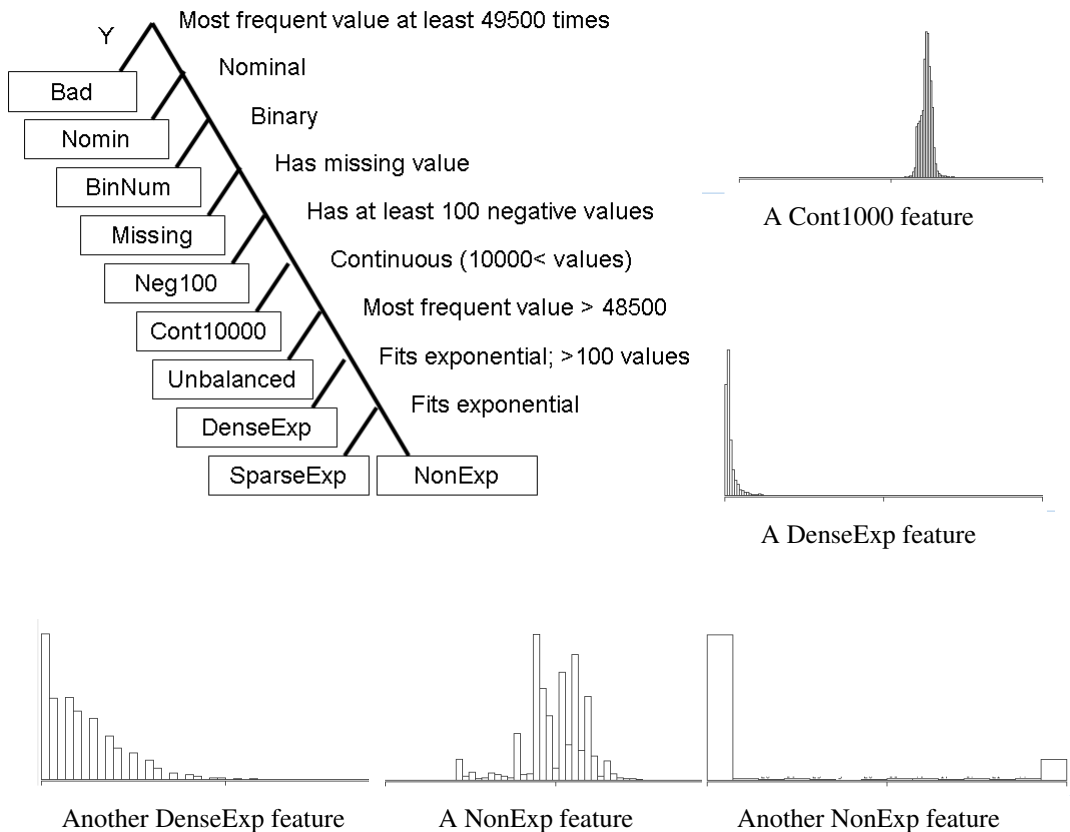 Most frequent value at least 49500 times
Y
Nominal
Bad
Binary
Nomin
Has missing value
BinNum
Has at least 100 negative values
Missing
Continuous (10000< values)
Neg100
Most frequent value > 48500
Cont10000
Fits exponential; >100 values
Unbalanced
Fits exponential
DenseExp
SparseExp
NonExp
A Cont1000 feature
A DenseExp feature
Another DenseExp feature
A NonExp feature
Another NonExp feature